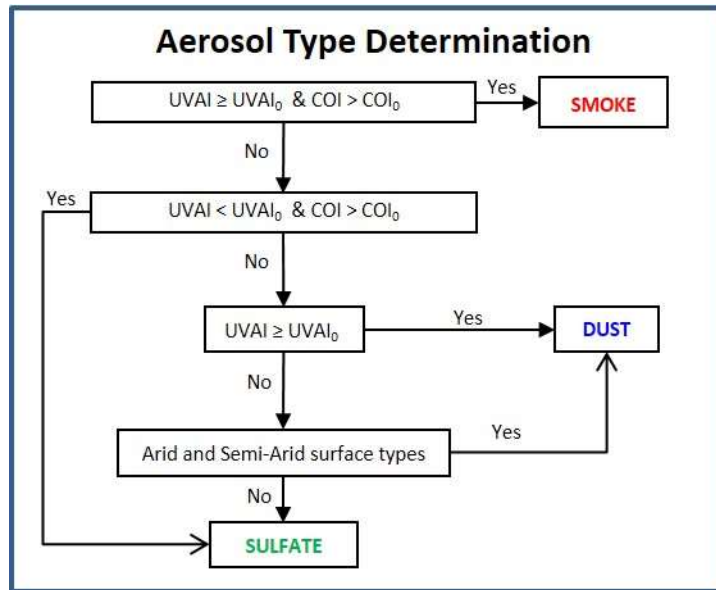 Aerosol Type Determination
UVAI ≥ UVAI₀ & COI > COI₀
Yes
SMOKE
No
Yes
UVAI < UVAI₀ & COI > COI₀
No
UVAI ≥ UVAI₀
Yes
DUST
No
Arid and Semi-Arid surface types
Yes
No
SULFATE